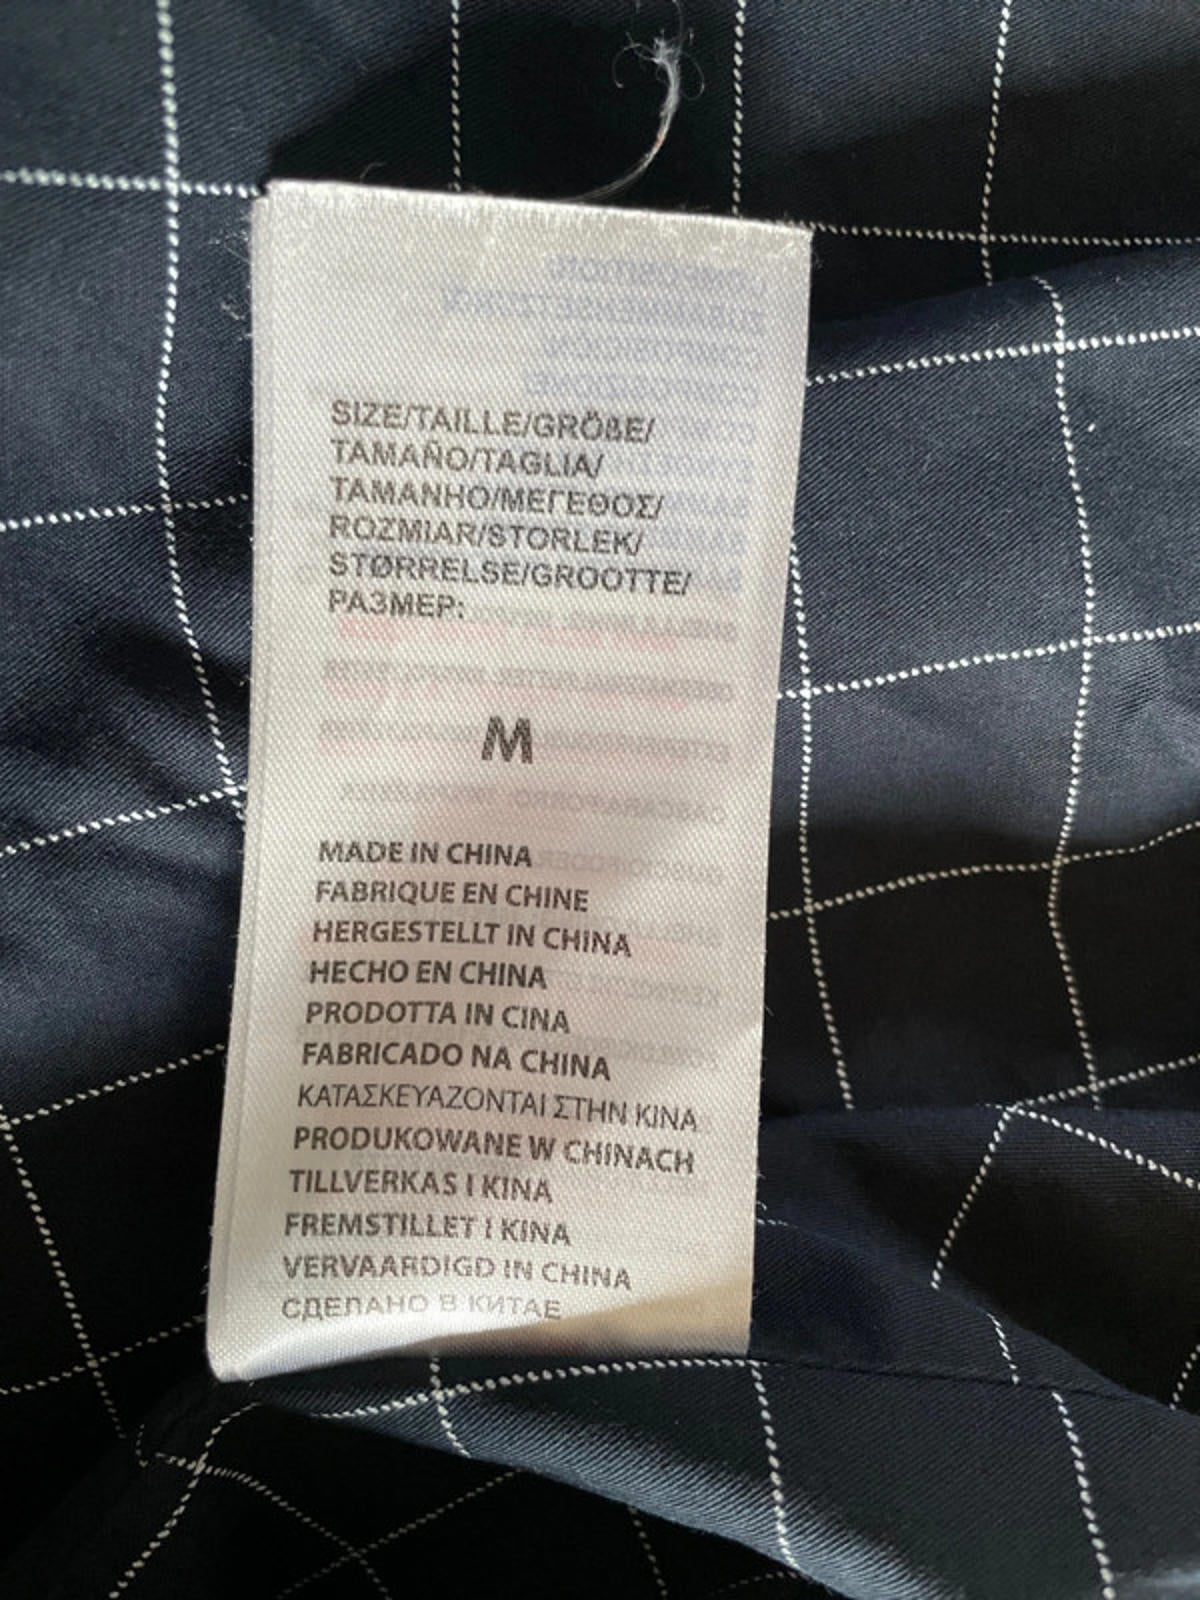 SIZE/TAILLE/GRÖßE/
TAMAÑO/TAGLIA/
TAMANHO/ΜΕΓΕΘΟΣ/
ROZMIAR/STORLEK/
STØRRELSE/GROOTTE/
РАЗМЕР:
M
MADE IN CHINA
FABRIQUE EN CHINE
HERGESTELLT IN CHINA
HECHO EN CHINA
PRODOTTA IN CINA
FABRICADO NA CHINA
ΚΑΤΑΣΚΕΥΑΖΟΝΤΑΙ ΣΤΗΝ ΚΙΝΑ
PRODUKOWANE W CHINACH
TILLVERKAS I KINA
FREMSTILLET I KINA
VERVAARDIGD IN CHINA
СДЕЛАНО В КИТАЕ